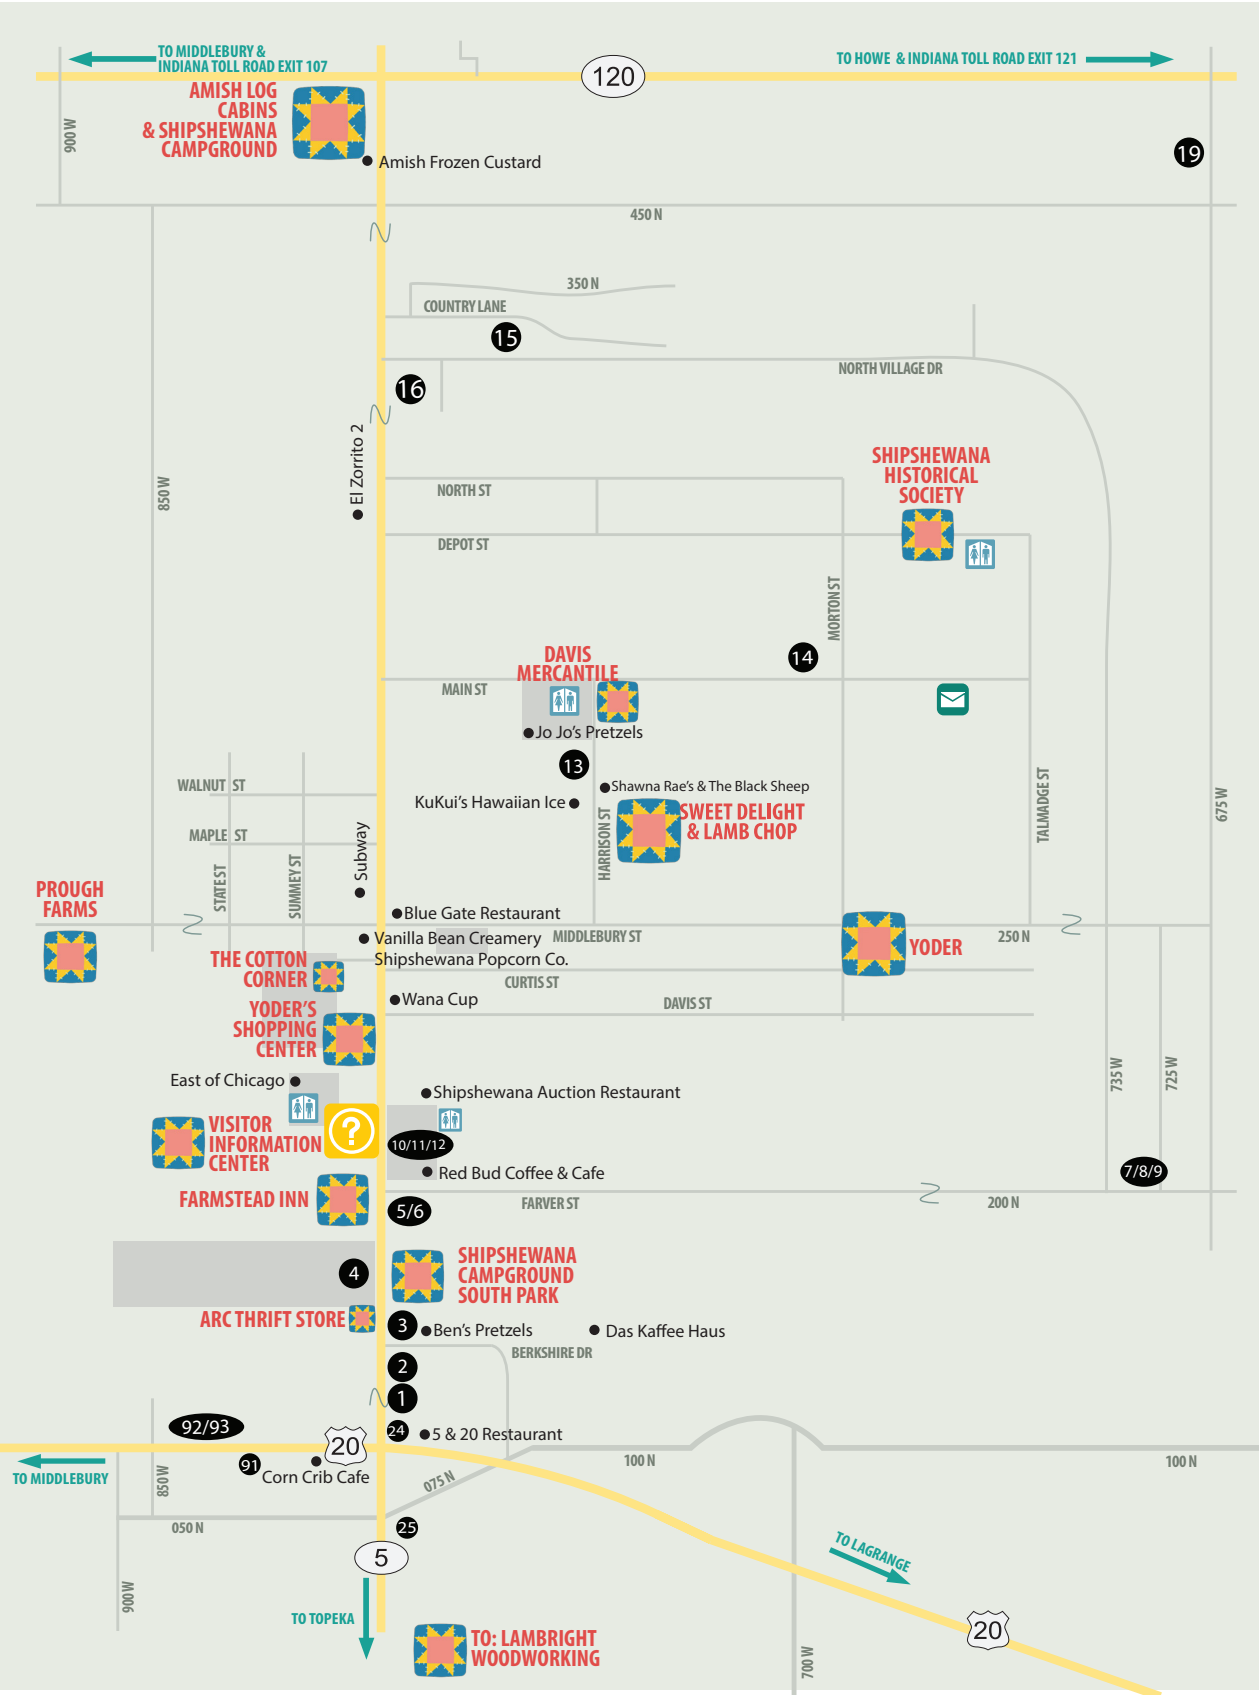 TO MIDDLEBURY &
INDIANA TOLL ROAD EXIT 107
TO HOWE & INDIANA TOLL ROAD EXIT 121
120
AMISH LOG
CABINS
& SHIPSHEWANA
CAMPGROUND
900 W
Amish Frozen Custard
19
450 N
350 N
COUNTRY LANE
15
NORTH VILLAGE DR
16
El Zorrito 2
850 W
NORTH ST
SHIPSHEWANA
HISTORICAL
SOCIETY
DEPOT ST
MORTON ST
14
DAVIS
MERCANTILE
MAIN ST
Jo Jo's Pretzels
13
WALNUT ST
Shawna Rae's & The Black Sheep
KuKui's Hawaiian Ice
SWEET DELIGHT
& LAMB CHOP
HARRISON ST
TALMADGE ST
675 W
MAPLE ST
STATE ST
SUMMEY ST
Subway
PROUGH
FARMS
Blue Gate Restaurant
Vanilla Bean Creamery
Shipshewana Popcorn Co.
MIDDLEBURY ST
250 N
YODER
THE COTTON
CORNER
CURTIS ST
Wana Cup
DAVIS ST
YODER'S
SHOPPING
CENTER
735 W
725 W
East of Chicago
Shipshewana Auction Restaurant
VISITOR
INFORMATION
CENTER
?
10/11/12
Red Bud Coffee & Cafe
7/8/9
FARMSTEAD INN
5/6
FARVER ST
200 N
4
SHIPSHEWANA
CAMPGROUND
SOUTH PARK
ARC THRIFT STORE
3
Ben's Pretzels
Das Kaffee Haus
BERKSHIRE DR
2
1
92/93
24
5 & 20 Restaurant
20
91
Corn Crib Cafe
TO MIDDLEBURY
850 W
075 N
100 N
100 N
050 N
25
5
TO LAGRANGE
900 W
TO TOPEKA
20
TO: LAMBRIGHT
WOODWORKING
700 W